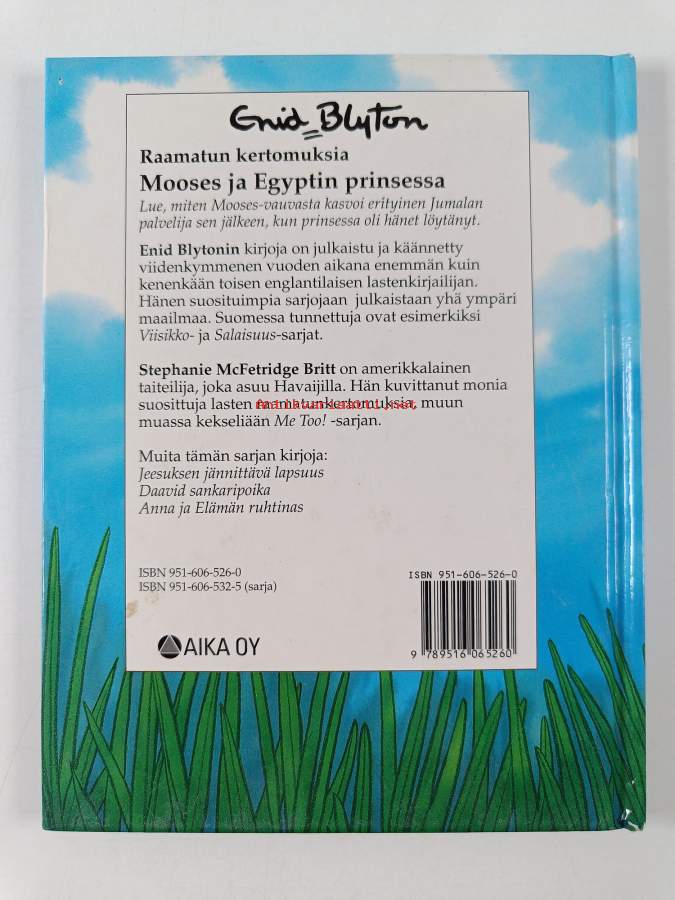 Enid Blyton
Raamatun kertomuksia
Mooses ja Egyptin prinsessa
Lue, miten Mooses-vauvasta kasvoi erityinen Jumalan
palvelija sen jälkeen, kun prinsessa oli hänet löytänyt.
Enid Blytonin kirjoja on julkaistu ja käännetty
viidenkymmenen vuoden aikana enemmän kuin
kenenkään toisen englantilaisen lastenkirjailijan.
Hänen suosituimpia sarjojaan julkaistaan yhä ympäri
maailmaa. Suomessa tunnettuja ovat esimerkiksi
Viisikko- ja Salaisuus-sarjat.
Stephanie McFetridge Britt on amerikkalainen
taiteilija, joka asuu Havaijilla. Hän kuvittanut monia
suosittuja lasten raamatunkertomuksia, muun
muassa kekseliään Me Too! -sarjan.
Muita tämän sarjan kirjoja:
Jeesuksen jännittävä lapsuus
Daavid sankaripoika
Anna ja Elämän ruhtinas
ISBN 951-606-526-0
ISBN 951-606-532-5 (sarja)
ISBN 951-606-526-0
9 789516 065260
AIKA OY